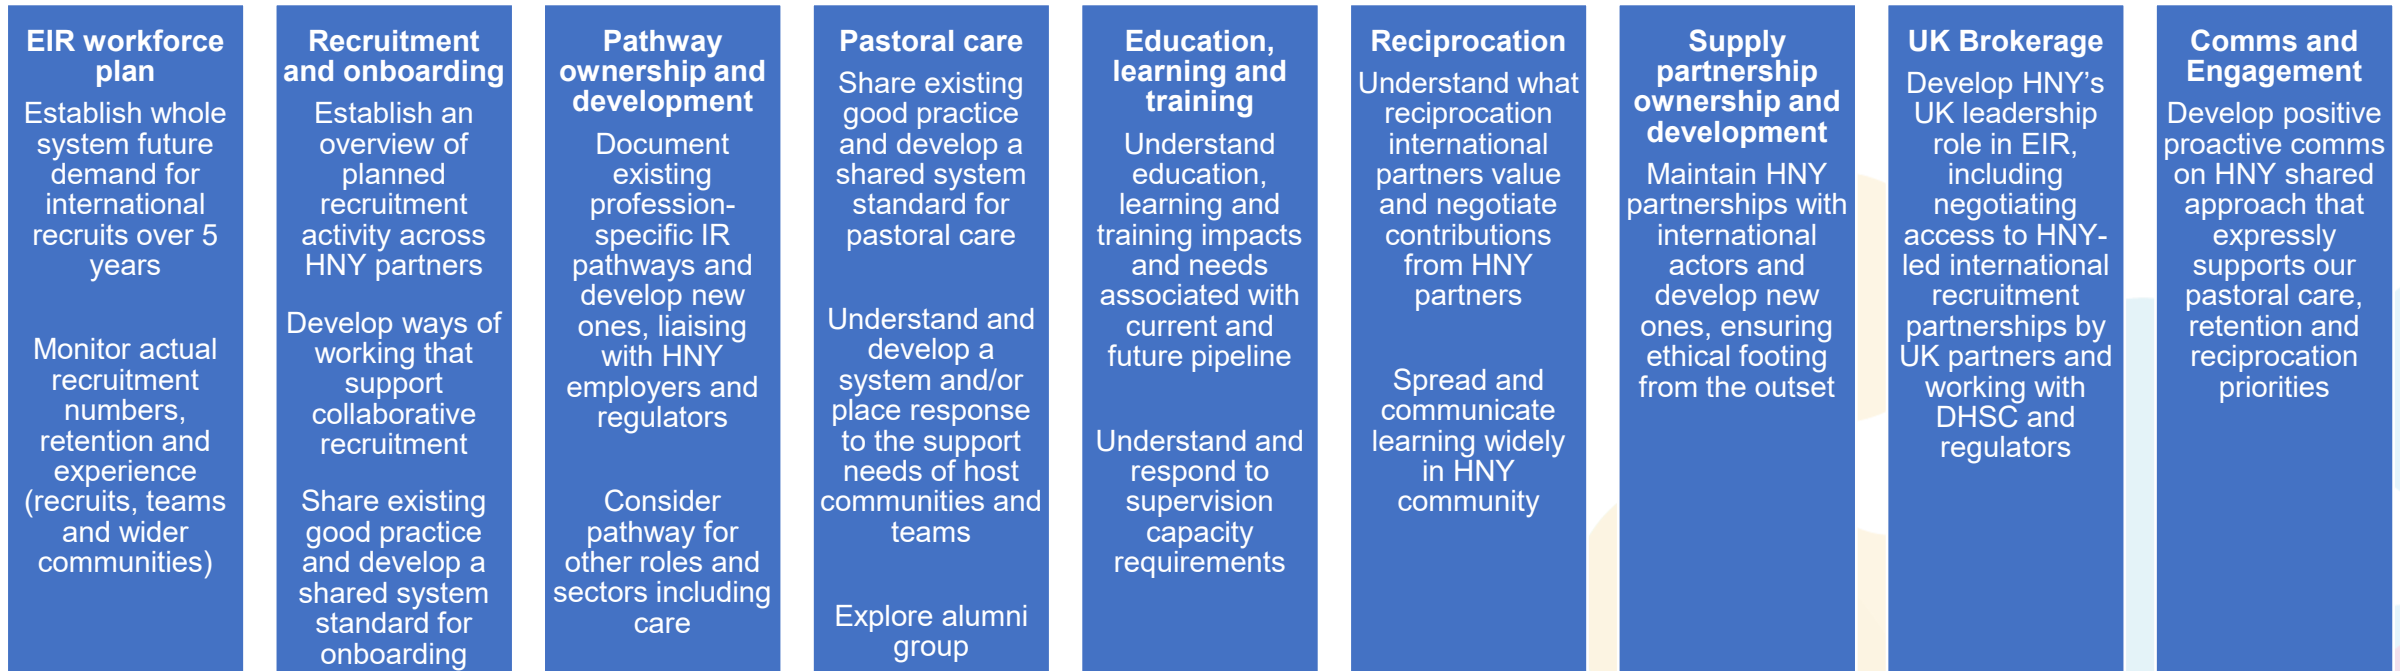 EIR workforce
plan
Establish whole
system future
demand for
international
recruits over 5
years
Monitor actual
recruitment
numbers,
retention and
experience
(recruits, teams
and wider
communities)
Recruitment
and onboarding
Establish an
overview of
planned
recruitment
activity across
HNY partners
Develop ways of
working that
support
collaborative
recruitment
Share existing
good practice
and develop a
shared system
standard for
onboarding
Pathway
ownership and
development
Document
existing
profession-
specific IR
pathways and
develop new
ones, liaising
with HNY
employers and
regulators
Consider
pathway for
other roles and
sectors including
care
Pastoral care
Share existing
good practice
and develop a
shared system
standard for
pastoral care
Understand and
develop a
system and/or
place response
to the support
needs of host
communities and
teams
Explore alumni
group
Education,
learning and
training
Understand
education,
learning and
training impacts
and needs
associated with
current and
future pipeline
Understand and
respond to
supervision
capacity
requirements
Reciprocation
Understand what
reciprocation
international
partners value
and negotiate
contributions
from HNY
partners
Spread and
communicate
learning widely
in HNY
community
Supply
partnership
ownership and
development
Maintain HNY
partnerships with
international
actors and
develop new
ones, ensuring
ethical footing
from the outset
UK Brokerage
Develop HNY’s
UK leadership
role in EIR,
including
negotiating
access to HNY-
led international
recruitment
partnerships by
UK partners and
working with
DHSC and
regulators
Comms and
Engagement
Develop positive
proactive comms
on HNY shared
approach that
expressly
supports our
pastoral care,
retention and
reciprocation
priorities